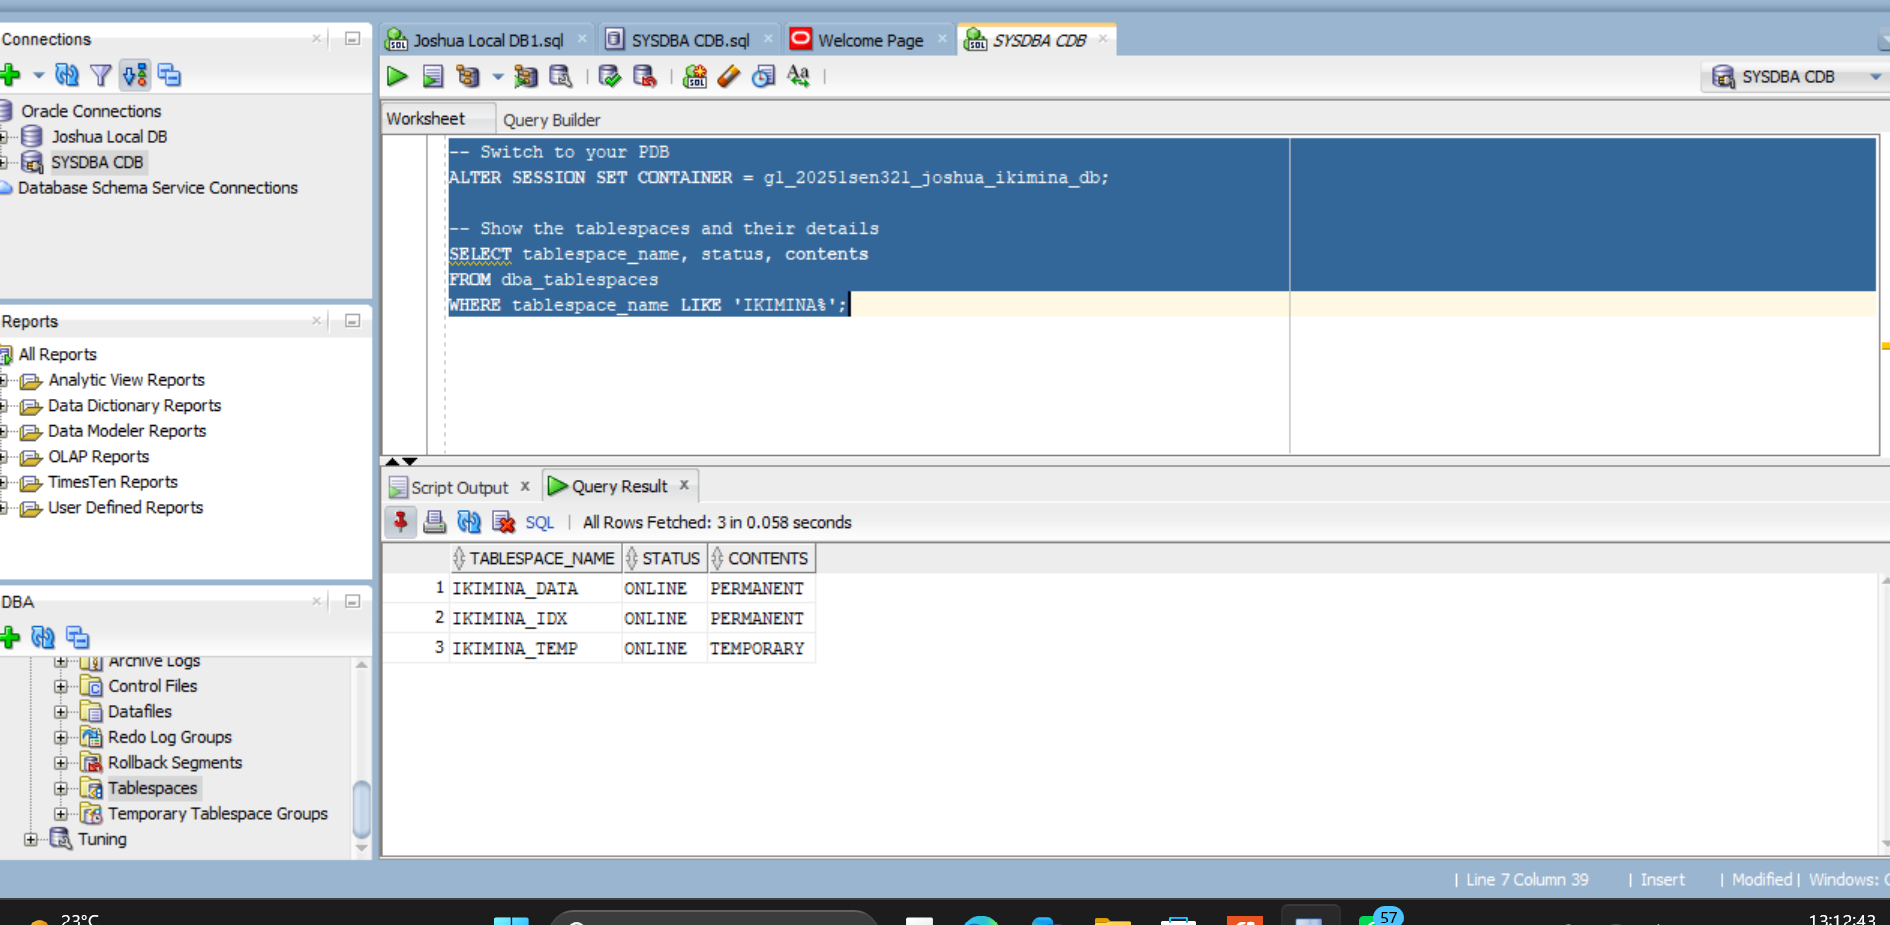 Connections
Joshua Local DB1.sql
SYSDBA CDB.sql
Welcome Page
SYSDBA CDB
SYSDBA CDB
Oracle Connections
Joshua Local DB
SYSDBA CDB
Database Schema Service Connections
Worksheet
Query Builder
-- Switch to your PDB
ALTER SESSION SET CONTAINER = g1_20251sen321_joshua_ikimina_db;
-- Show the tablespaces and their details
SELECT tablespace_name, status, contents
FROM dba_tablespaces
WHERE tablespace_name LIKE 'IKIMINA%';
Reports
All Reports
Analytic View Reports
Data Dictionary Reports
Data Modeler Reports
OLAP Reports
TimesTen Reports
User Defined Reports
Script Output
Query Result
SQL | All Rows Fetched: 3 in 0.058 seconds
TABLESPACE_NAME STATUS CONTENTS
1 IKIMINA_DATA ONLINE PERMANENT
2 IKIMINA_IDX ONLINE PERMANENT
3 IKIMINA_TEMP ONLINE TEMPORARY
DBA
Archive Logs
Control Files
Datafiles
Redo Log Groups
Rollback Segments
Tablespaces
Temporary Tablespace Groups
Tuning
| Line 7 Column 39 | Insert | Modified | Windows:
23°C
57
13:12:43